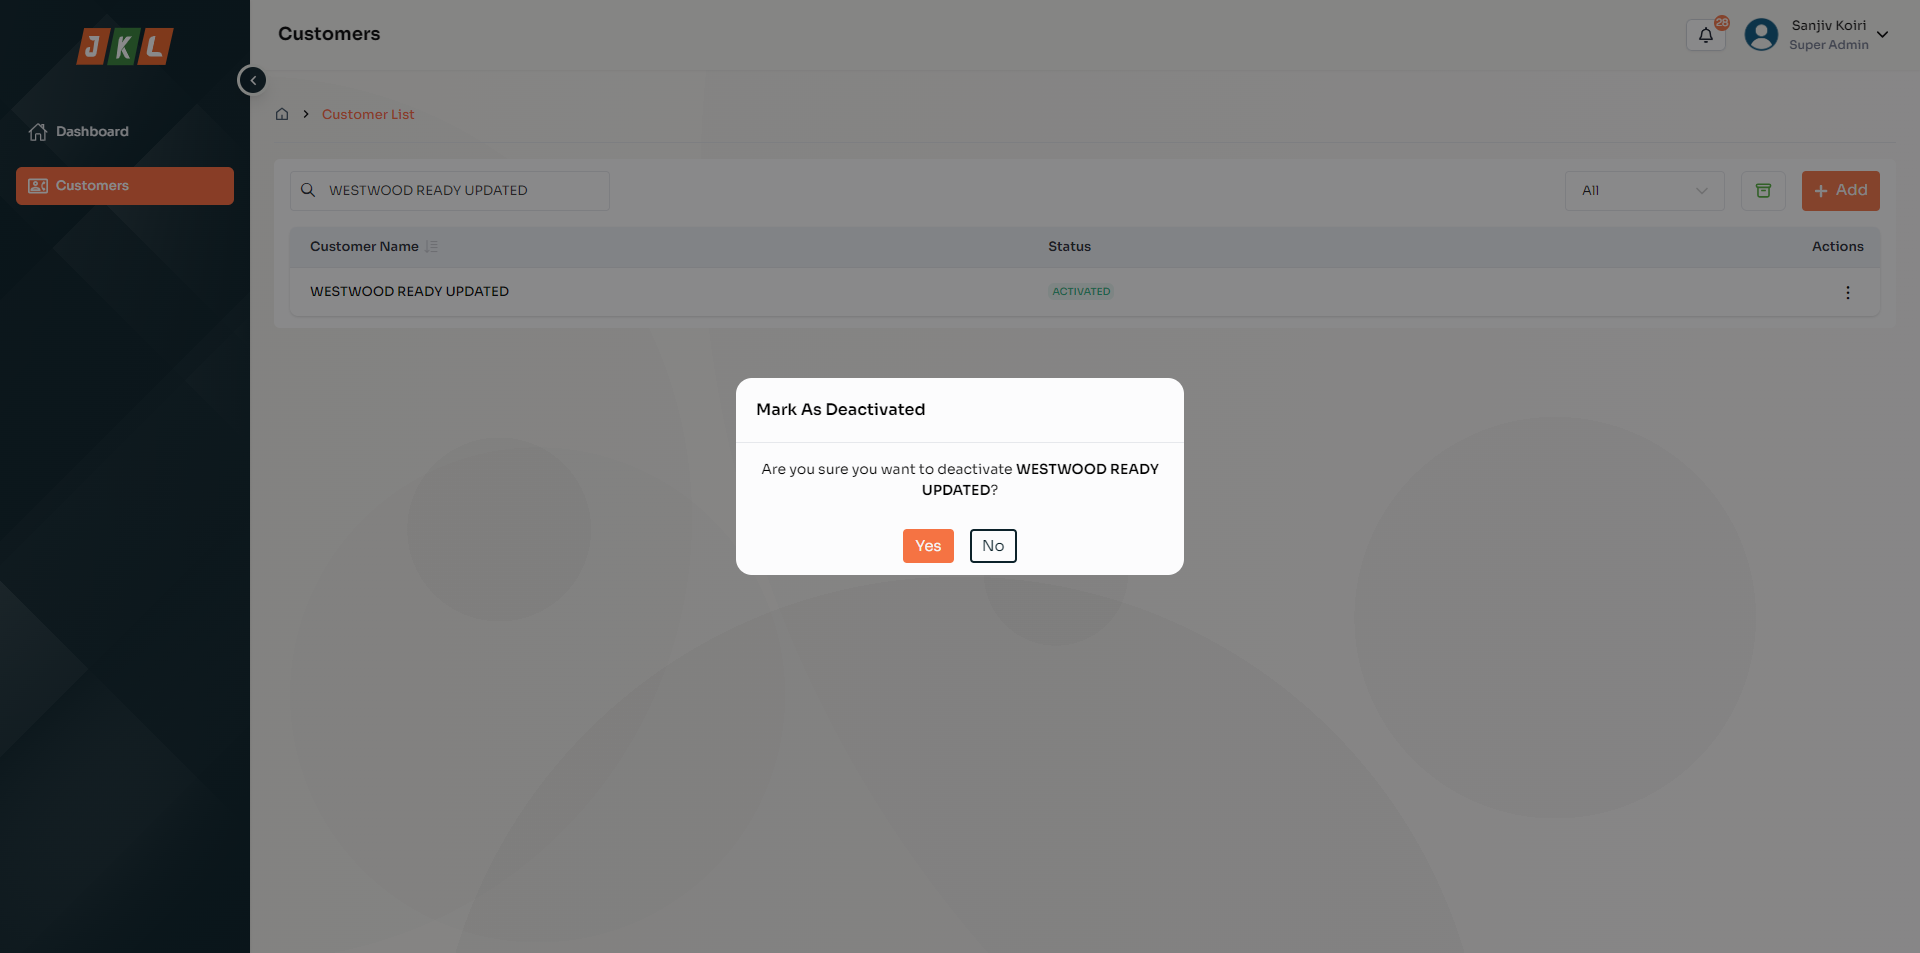 JKL
Customers
28
Sanjiv Koiri
Super Admin
Dashboard
Customers
Customer List
WESTWOOD READY UPDATED
All
Add
Customer Name
Status
Actions
WESTWOOD READY UPDATED
ACTIVATED
Mark As Deactivated
Are you sure you want to deactivate WESTWOOD READY
UPDATED?
Yes
No